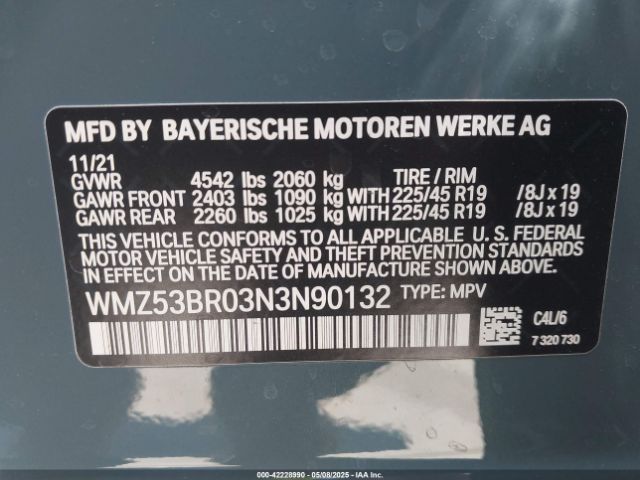 MFD BY BAYERISCHE MOTOREN WERKE AG
11/21
GVWR 4542 lbs 2060 kg TIRE / RIM
GAWR FRONT 2403 lbs 1090 kg WITH 225/45 R19 /8J x 19
GAWR REAR 2260 lbs 1025 kg WITH 225/45 R19 /8J x 19
THIS VEHICLE CONFORMS TO ALL APPLICABLE U. S. FEDERAL
MOTOR VEHICLE SAFETY AND THEFT PREVENTION STANDARDS
IN EFFECT ON THE DATE OF MANUFACTURE SHOWN ABOVE.
WMZ53BR03N3N90132 TYPE: MPV
C4L/6
7 320 730
000-42228990 - 05/08/2025 - IAA Inc.